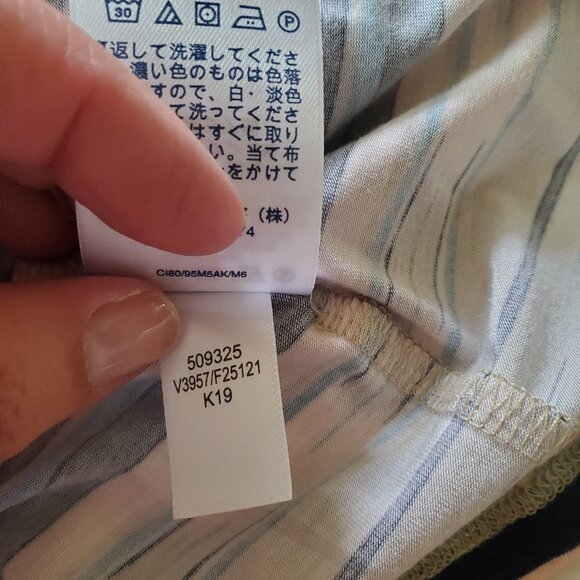 30 P
返して洗濯してくださ
濃い色のものは色落
すので、白・淡色
て洗ってくださ
はすぐに取り
い。当て布
をかけて
(株)
4
CI80/95M5AK/M6
509325
V3957/F25121
K19